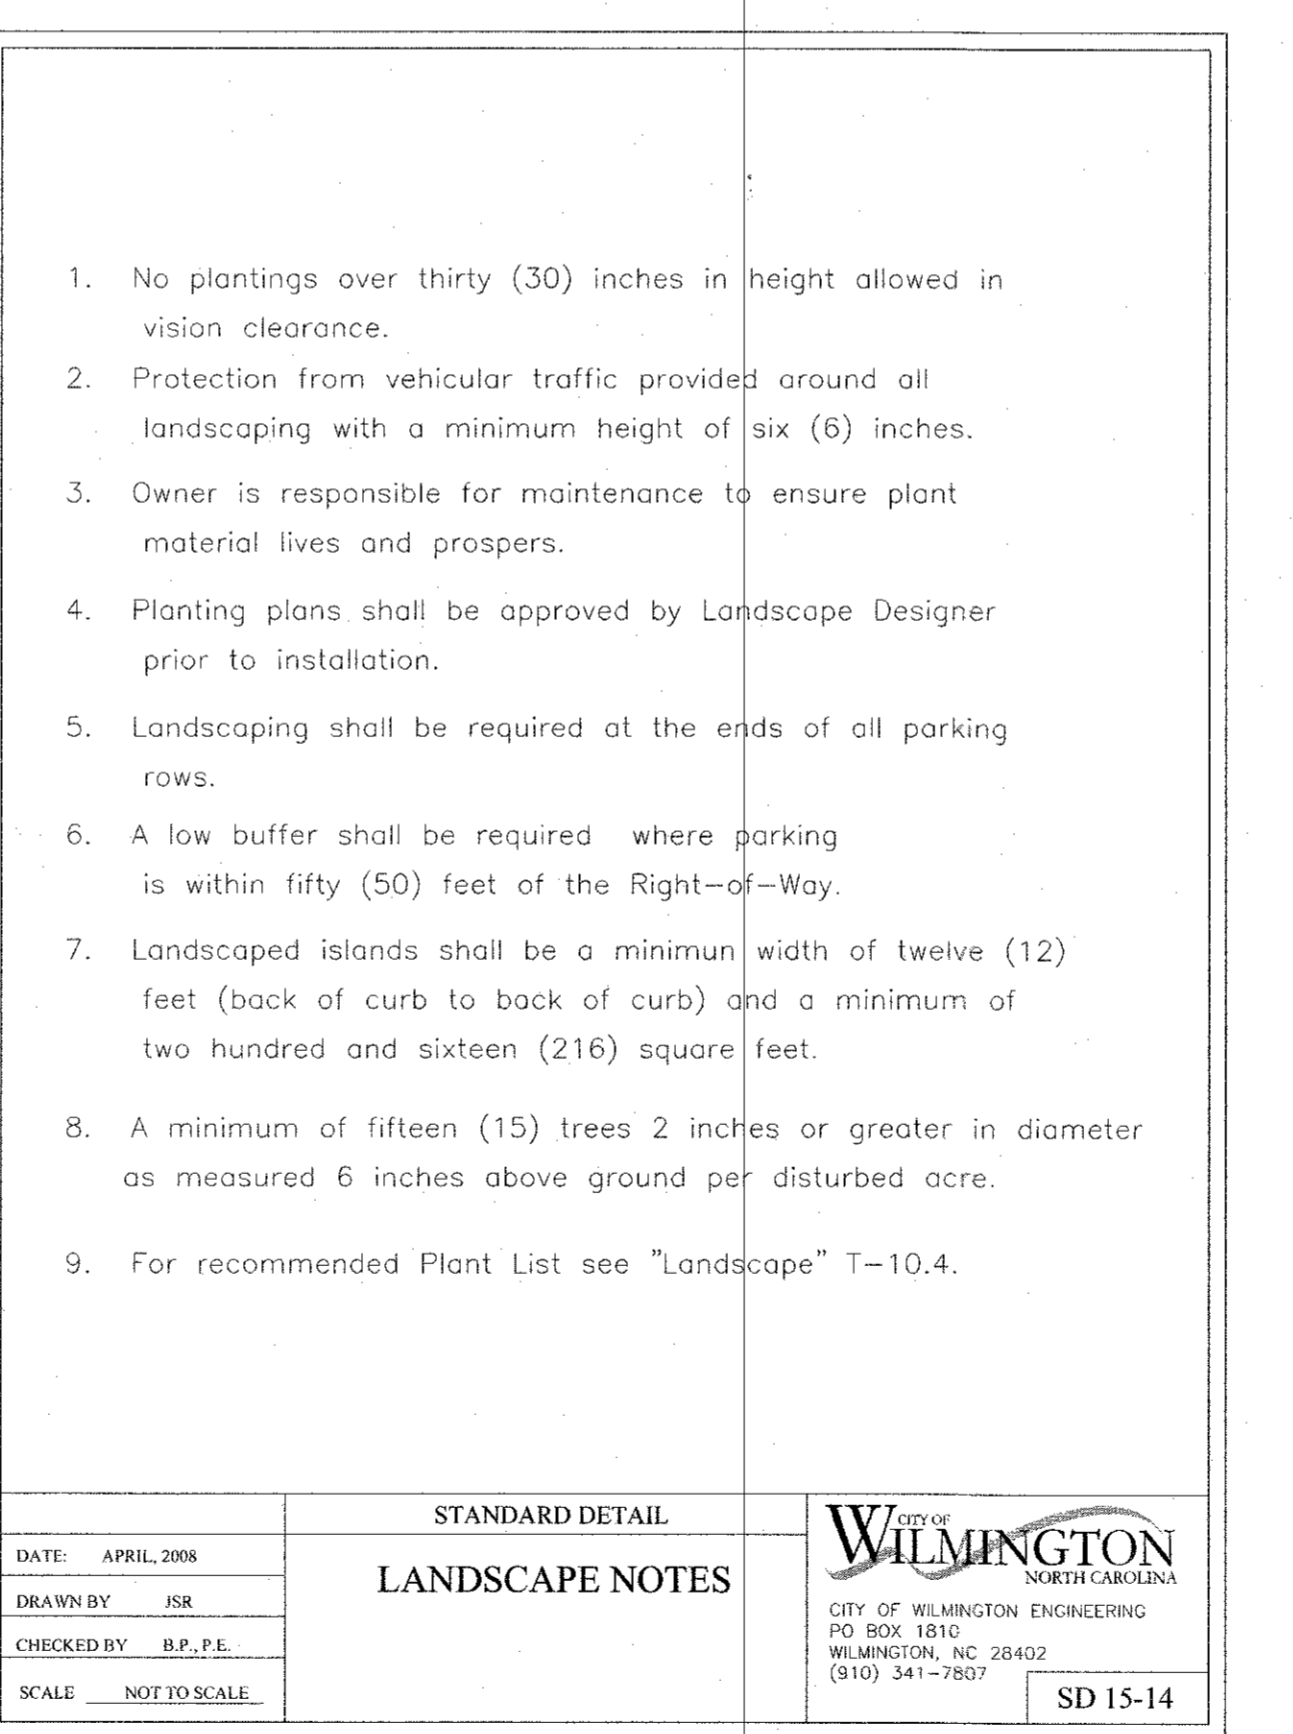 1. No plantings over thirty (30) inches in height allowed in
vision clearance.
2. Protection from vehicular traffic provided around all
landscaping with a minimum height of six (6) inches.
3. Owner is responsible for maintenance to ensure plant
material lives and prospers.
4. Planting plans shall be approved by Landscape Designer
prior to installation.
5. Landscaping shall be required at the ends of all parking
rows.
6. A low buffer shall be required where parking
is within fifty (50) feet of the Right-of-Way.
7. Landscaped islands shall be a minimun width of twelve (12)
feet (back of curb to back of curb) and a minimum of
two hundred and sixteen (216) square feet.
8. A minimum of fifteen (15) trees 2 inches or greater in diameter
as measured 6 inches above ground per disturbed acre.
9. For recommended Plant List see "Landscape" T-10.4.
DATE: APRIL, 2008
DRAWN BY JSR
CHECKED BY B.P., P.E.
SCALE NOT TO SCALE
STANDARD DETAIL
LANDSCAPE NOTES
CITY OF
WILMINGTON
NORTH CAROLINA
CITY OF WILMINGTON ENGINEERING
PO BOX 1810
WILMINGTON, NC 28402
(910) 341-7807
SD 15-14